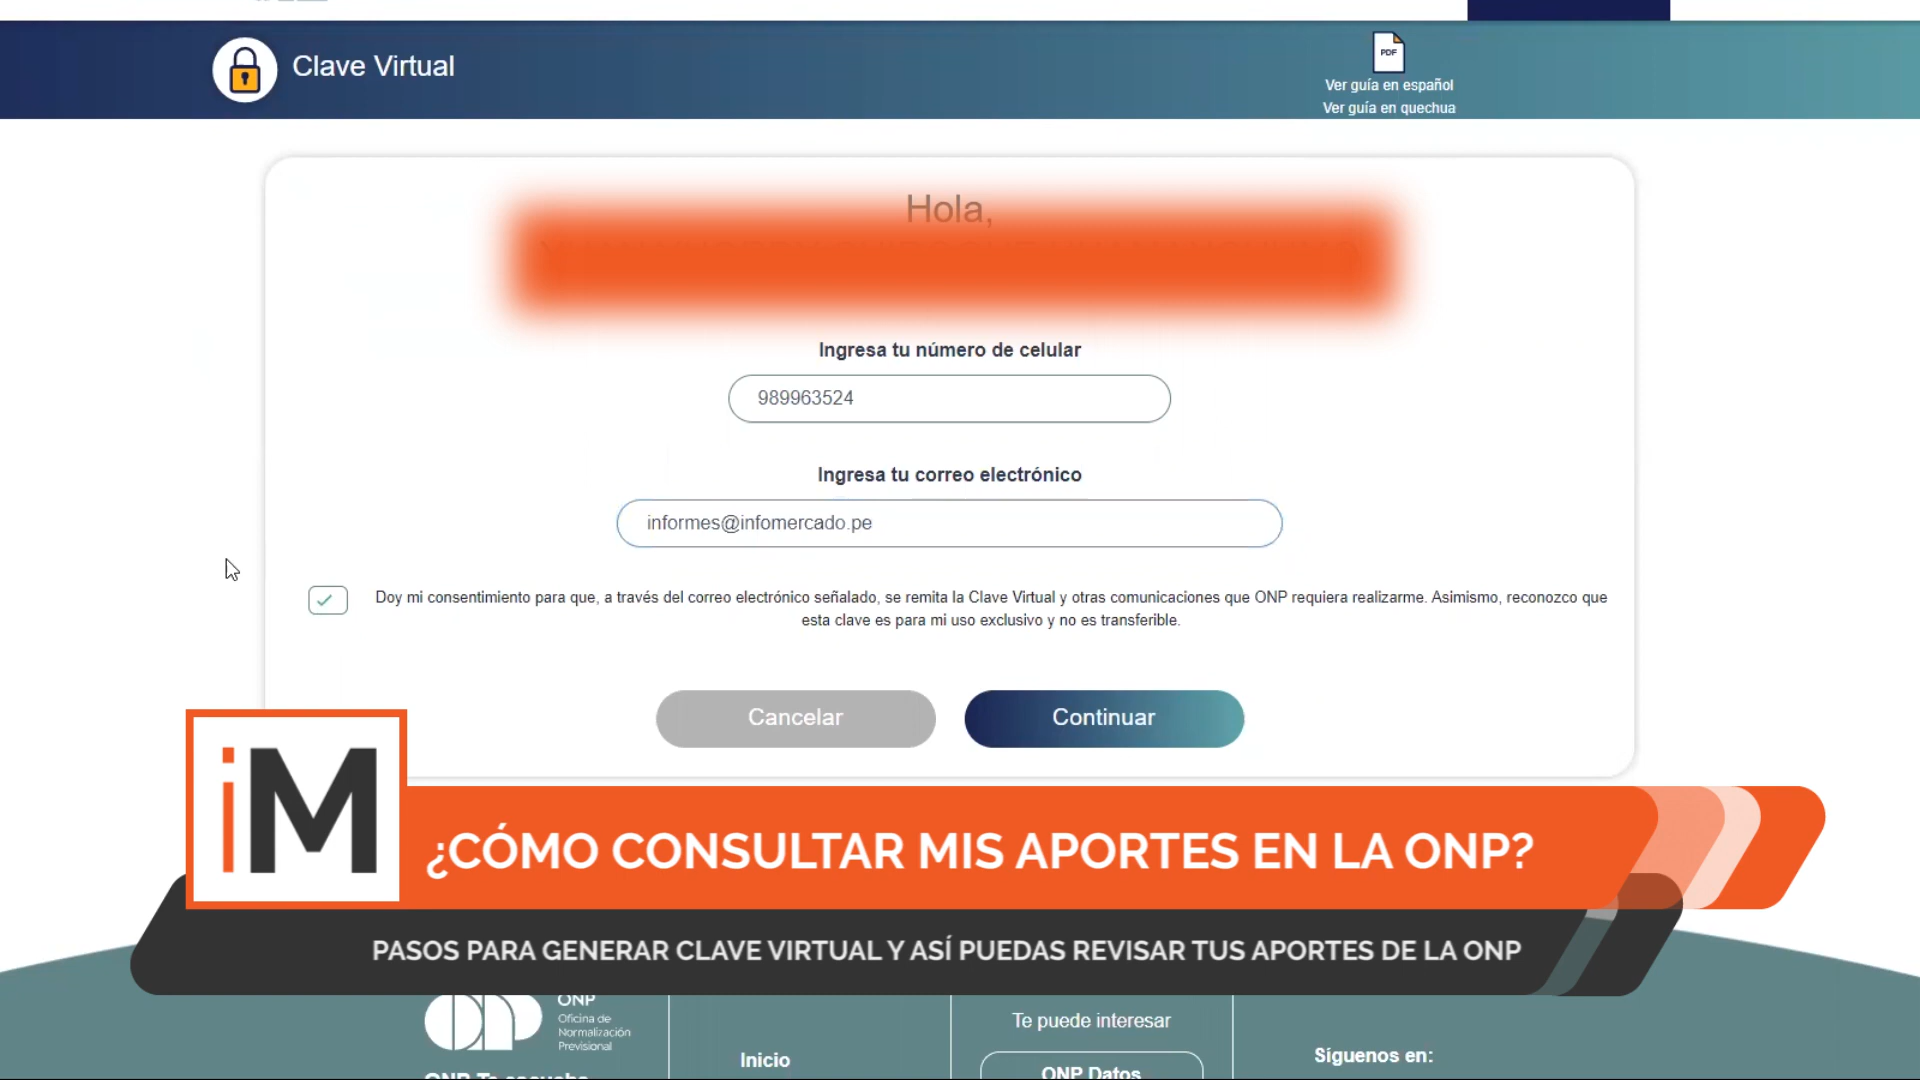 Clave Virtual
PDF
Ver guía en español
Ver guía en quechua
Hola,
Ingresa tu número de celular
989963524
Ingresa tu correo electrónico
informes@infomercado.pe
Doy mi consentimiento para que, a través del correo electrónico señalado, se remita la Clave Virtual y otras comunicaciones que ONP requiera realizarme. Asimismo, reconozco que
esta clave es para mi uso exclusivo y no es transferible.
Cancelar
Continuar
iM
¿CÓMO CONSULTAR MIS APORTES EN LA ONP?
PASOS PARA GENERAR CLAVE VIRTUAL Y ASÍ PUEDAS REVISAR TUS APORTES DE LA ONP
ONP
Oficina de
Normalización
Previsional
Inicio
Te puede interesar
ONP Datos
Síguenos en: